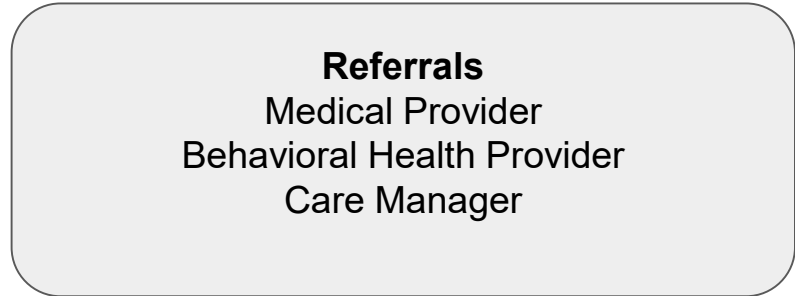 Referrals
Medical Provider
Behavioral Health Provider
Care Manager